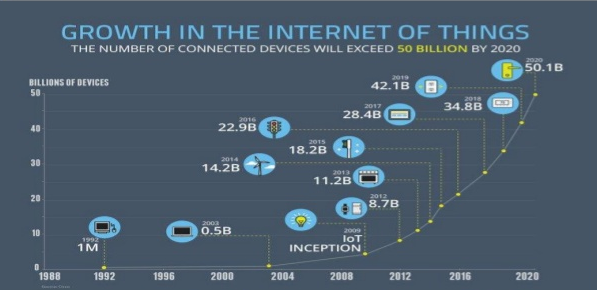 GROWTH IN THE INTERNET OF THINGS
THE NUMBER OF CONNECTED DEVICES WILL EXCEED 50 BILLION BY 2020
BILLIONS OF DEVICES
50
40
30
20
10
0
1992
1M
2003
0.5B
2009
IoT
INCEPTION
2012
8.7B
2013
11.2B
2014
14.2B
2015
18.2B
2016
22.9B
2017
28.4B
2018
34.8B
2019
42.1B
2020
50.1B
1988 1992 1996 2000 2004 2008 2012 2016 2020